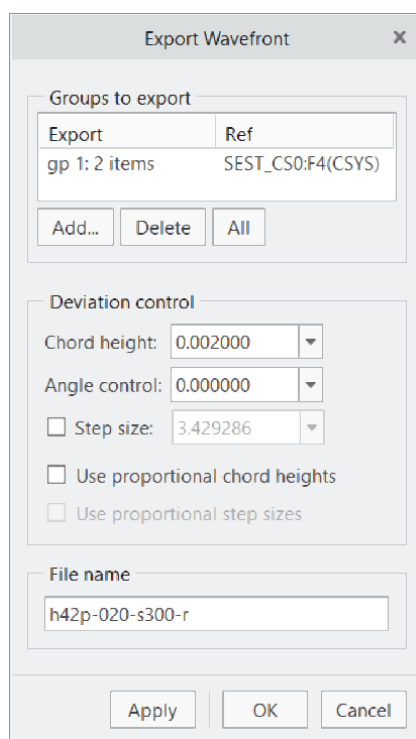 Export Wavefront
Groups to export
Export Ref
gp 1: 2 items SEST_CS0:F4(CSYS)
Add... Delete All
Deviation control
Chord height: 0.002000
Angle control: 0.000000
Step size: 3.429286
Use proportional chord heights
Use proportional step sizes
File name
h42p-020-s300-r
Apply OK Cancel